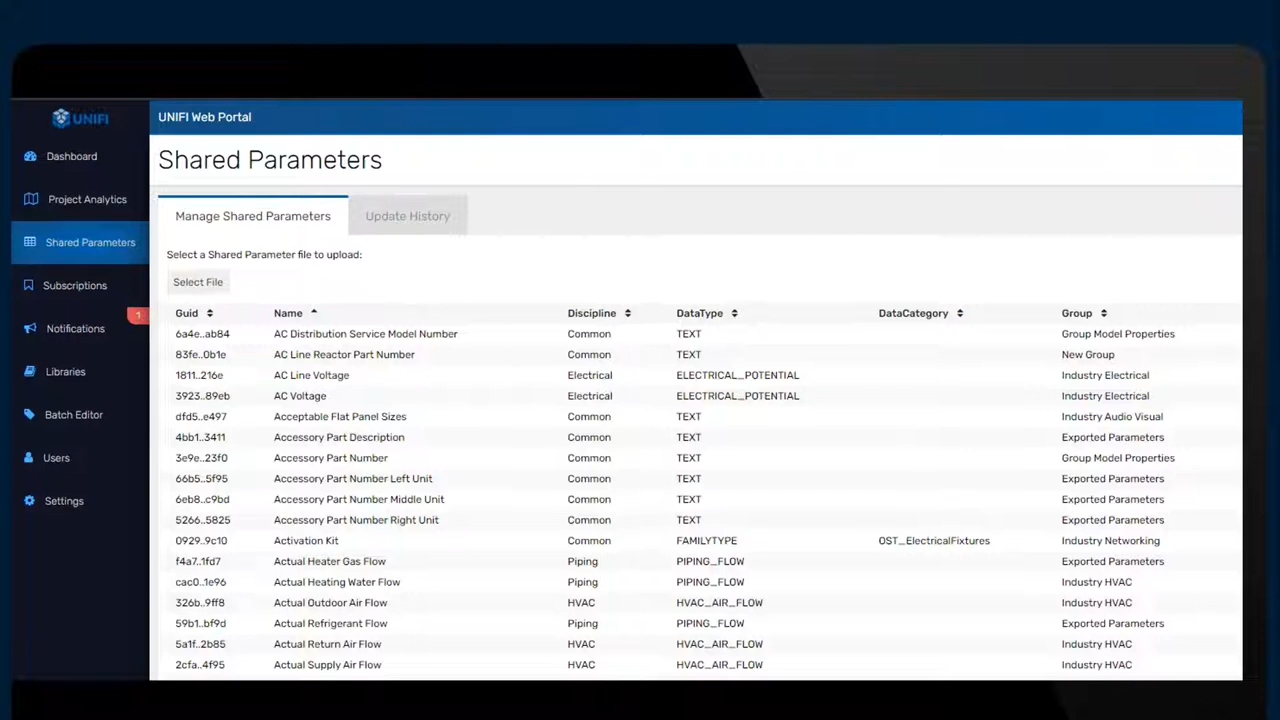 UNIFI
UNIFI Web Portal
Dashboard
Project Analytics
Shared Parameters
Subscriptions
Notifications
1
Libraries
Batch Editor
Users
Settings
Shared Parameters
Manage Shared Parameters Update History
Select a Shared Parameter file to upload:
Select File
Guid Name Discipline DataType DataCategory Group
6a4e..ab84 AC Distribution Service Model Number Common TEXT Group Model Properties
83fe..0b1e AC Line Reactor Part Number Common TEXT New Group
1811..216e AC Line Voltage Electrical ELECTRICAL_POTENTIAL Industry Electrical
3923..89eb AC Voltage Electrical ELECTRICAL_POTENTIAL Industry Electrical
dfd5..e497 Acceptable Flat Panel Sizes Common TEXT Industry Audio Visual
4bb1..3411 Accessory Part Description Common TEXT Exported Parameters
3e9e..23f0 Accessory Part Number Common TEXT Group Model Properties
66b5..5f95 Accessory Part Number Left Unit Common TEXT Exported Parameters
6eb8..c9bd Accessory Part Number Middle Unit Common TEXT Exported Parameters
5266..5825 Accessory Part Number Right Unit Common TEXT Exported Parameters
0929..9c10 Activation Kit Common FAMILYTYPE OST_ElectricalFixtures Industry Networking
f4a7..1fd7 Actual Heater Gas Flow Piping PIPING_FLOW Exported Parameters
cac0..1e96 Actual Heating Water Flow Piping PIPING_FLOW Industry HVAC
326b..9ff8 Actual Outdoor Air Flow HVAC HVAC_AIR_FLOW Industry HVAC
59b1..bf9d Actual Refrigerant Flow Piping PIPING_FLOW Exported Parameters
5a1f..2b85 Actual Return Air Flow HVAC HVAC_AIR_FLOW Industry HVAC
2cfa..4f95 Actual Supply Air Flow HVAC HVAC_AIR_FLOW Industry HVAC